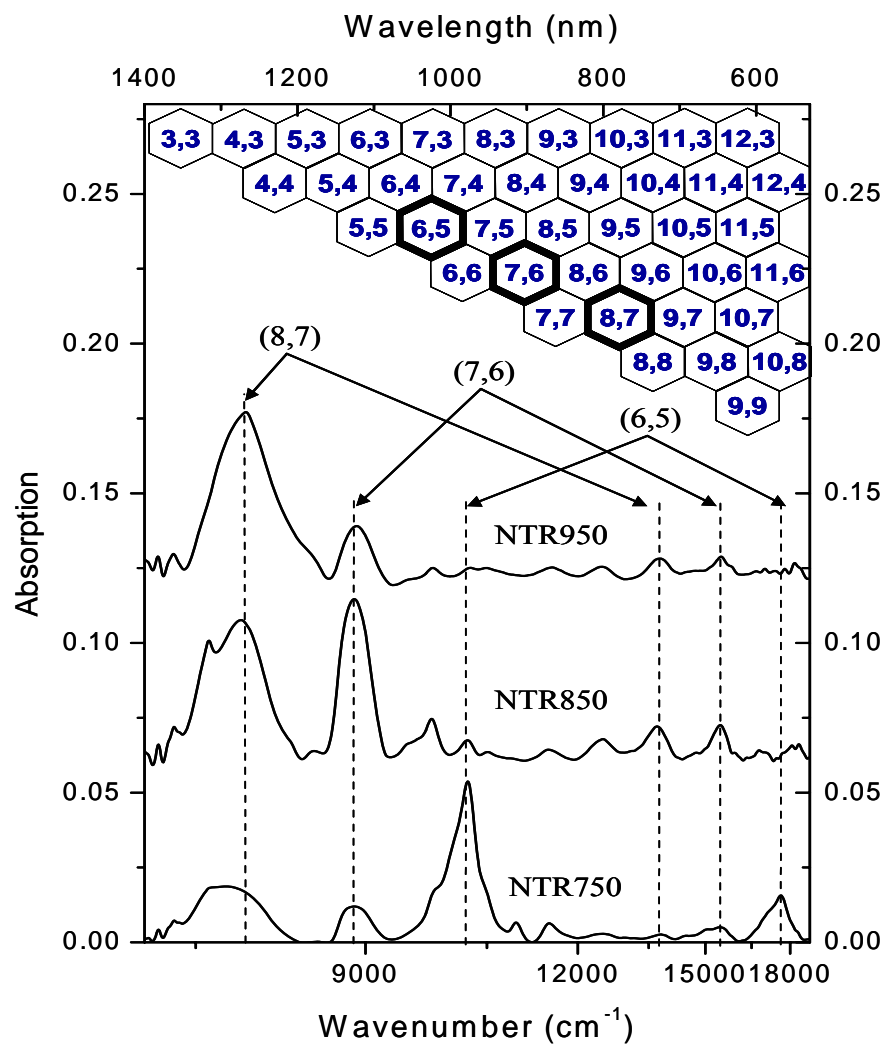 Wavelength (nm)
1400 1200 1000 800 600
3,3 4,3 5,3 6,3 7,3 8,3 9,3 10,3 11,3 12,3
4,4 5,4 6,4 7,4 8,4 9,4 10,4 11,4 12,4
0.25 0.25
5,5 6,5 7,5 8,5 9,5 10,5 11,5
6,6 7,6 8,6 9,6 10,6 11,6
7,7 8,7 9,7 10,7
0.20 0.20
(8,7)
8,8 9,8 10,8
(7,6)
9,9
(6,5)
0.15 0.15
NTR950
Absorption
0.10 0.10
NTR850
0.05 0.05
NTR750
0.00 0.00
9000 12000 15000 18000
Wavenumber (cm-1)